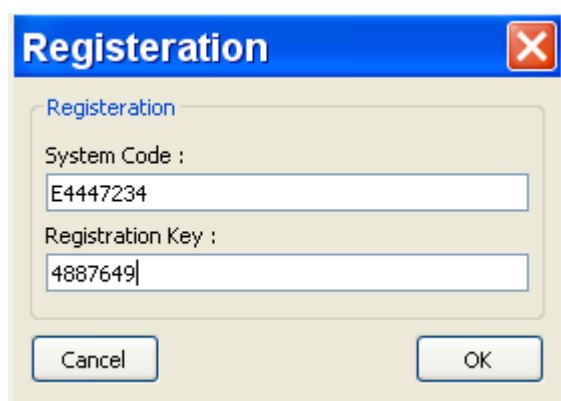 Registeration
Registeration
System Code :
E4447234
Registration Key :
4887649
Cancel OK